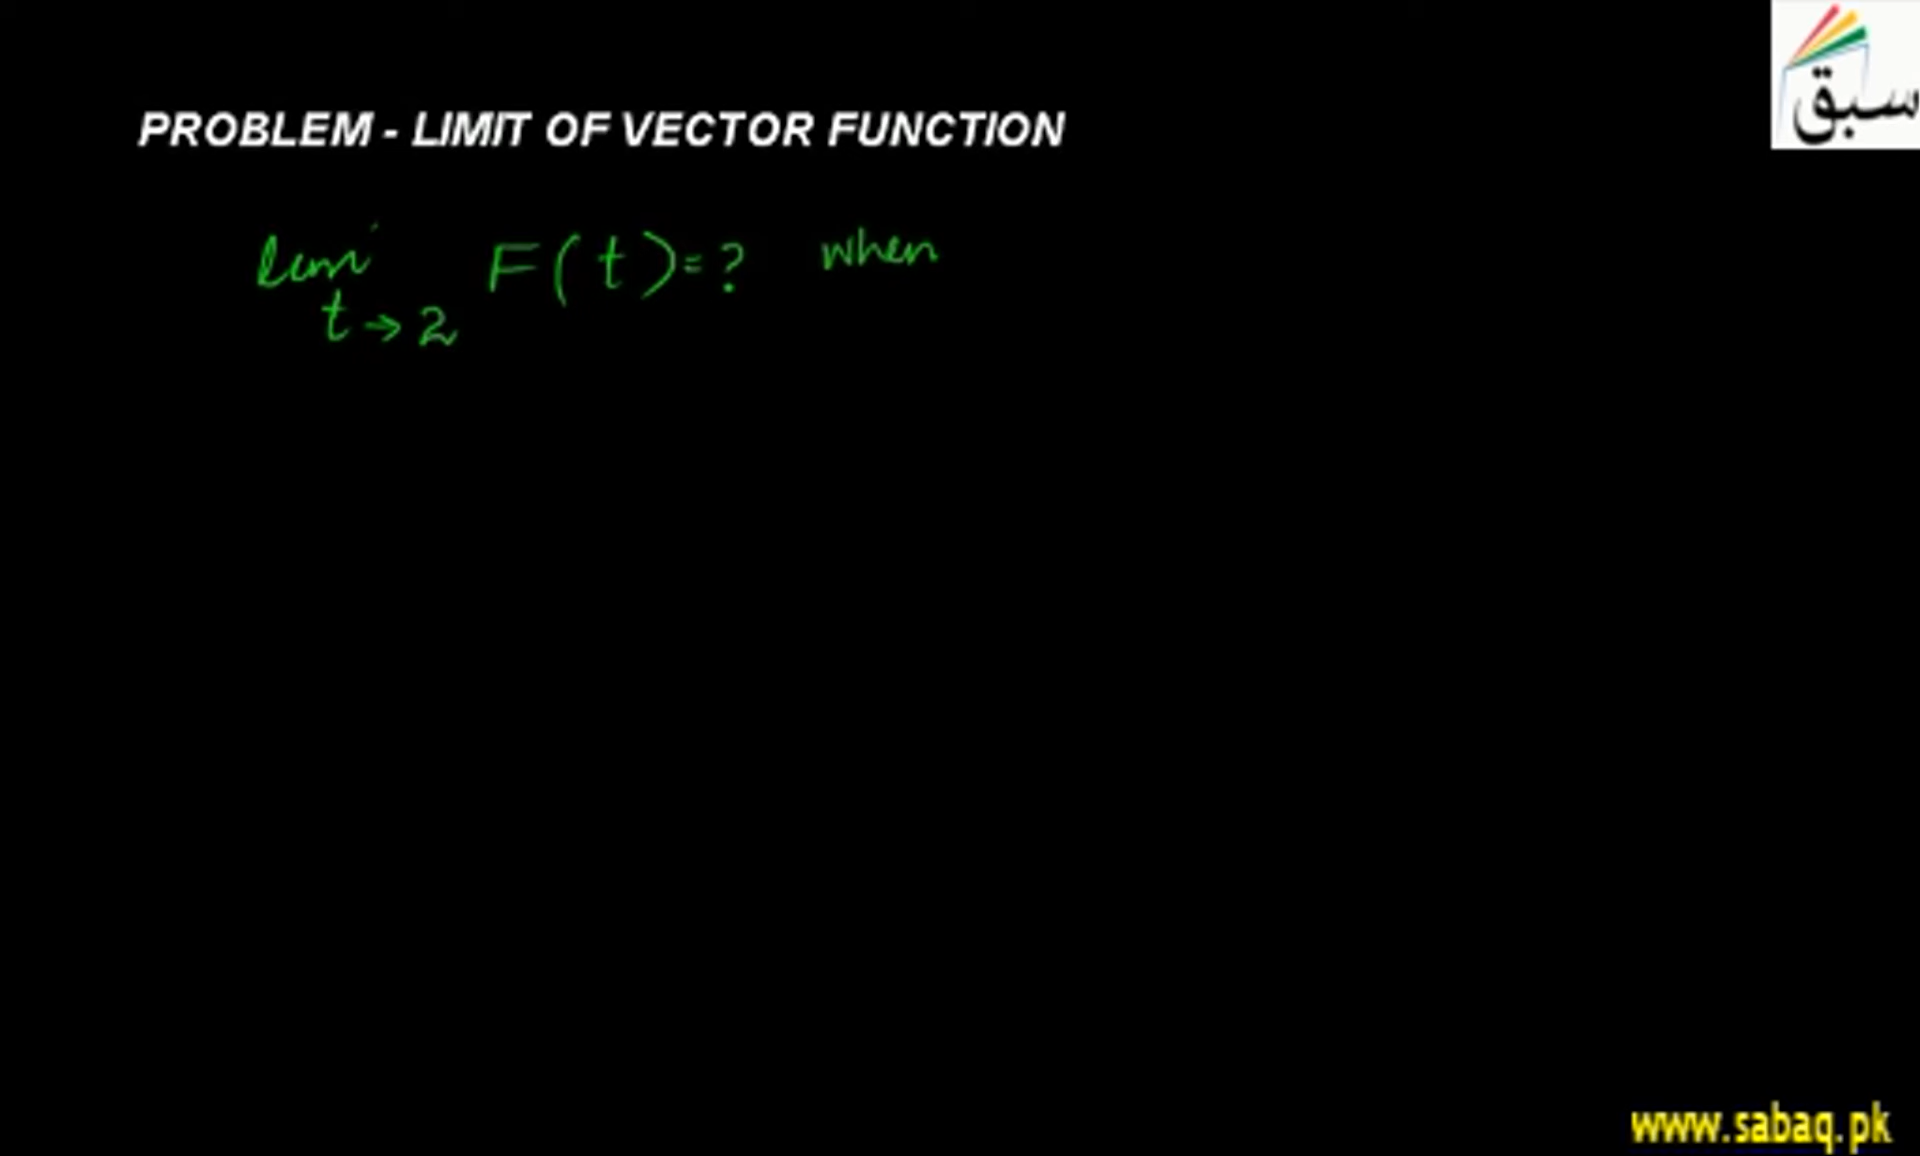 سبق
PROBLEM - LIMIT OF VECTOR FUNCTION
lim F(t)=? when
t→2
www.sabaq.pk